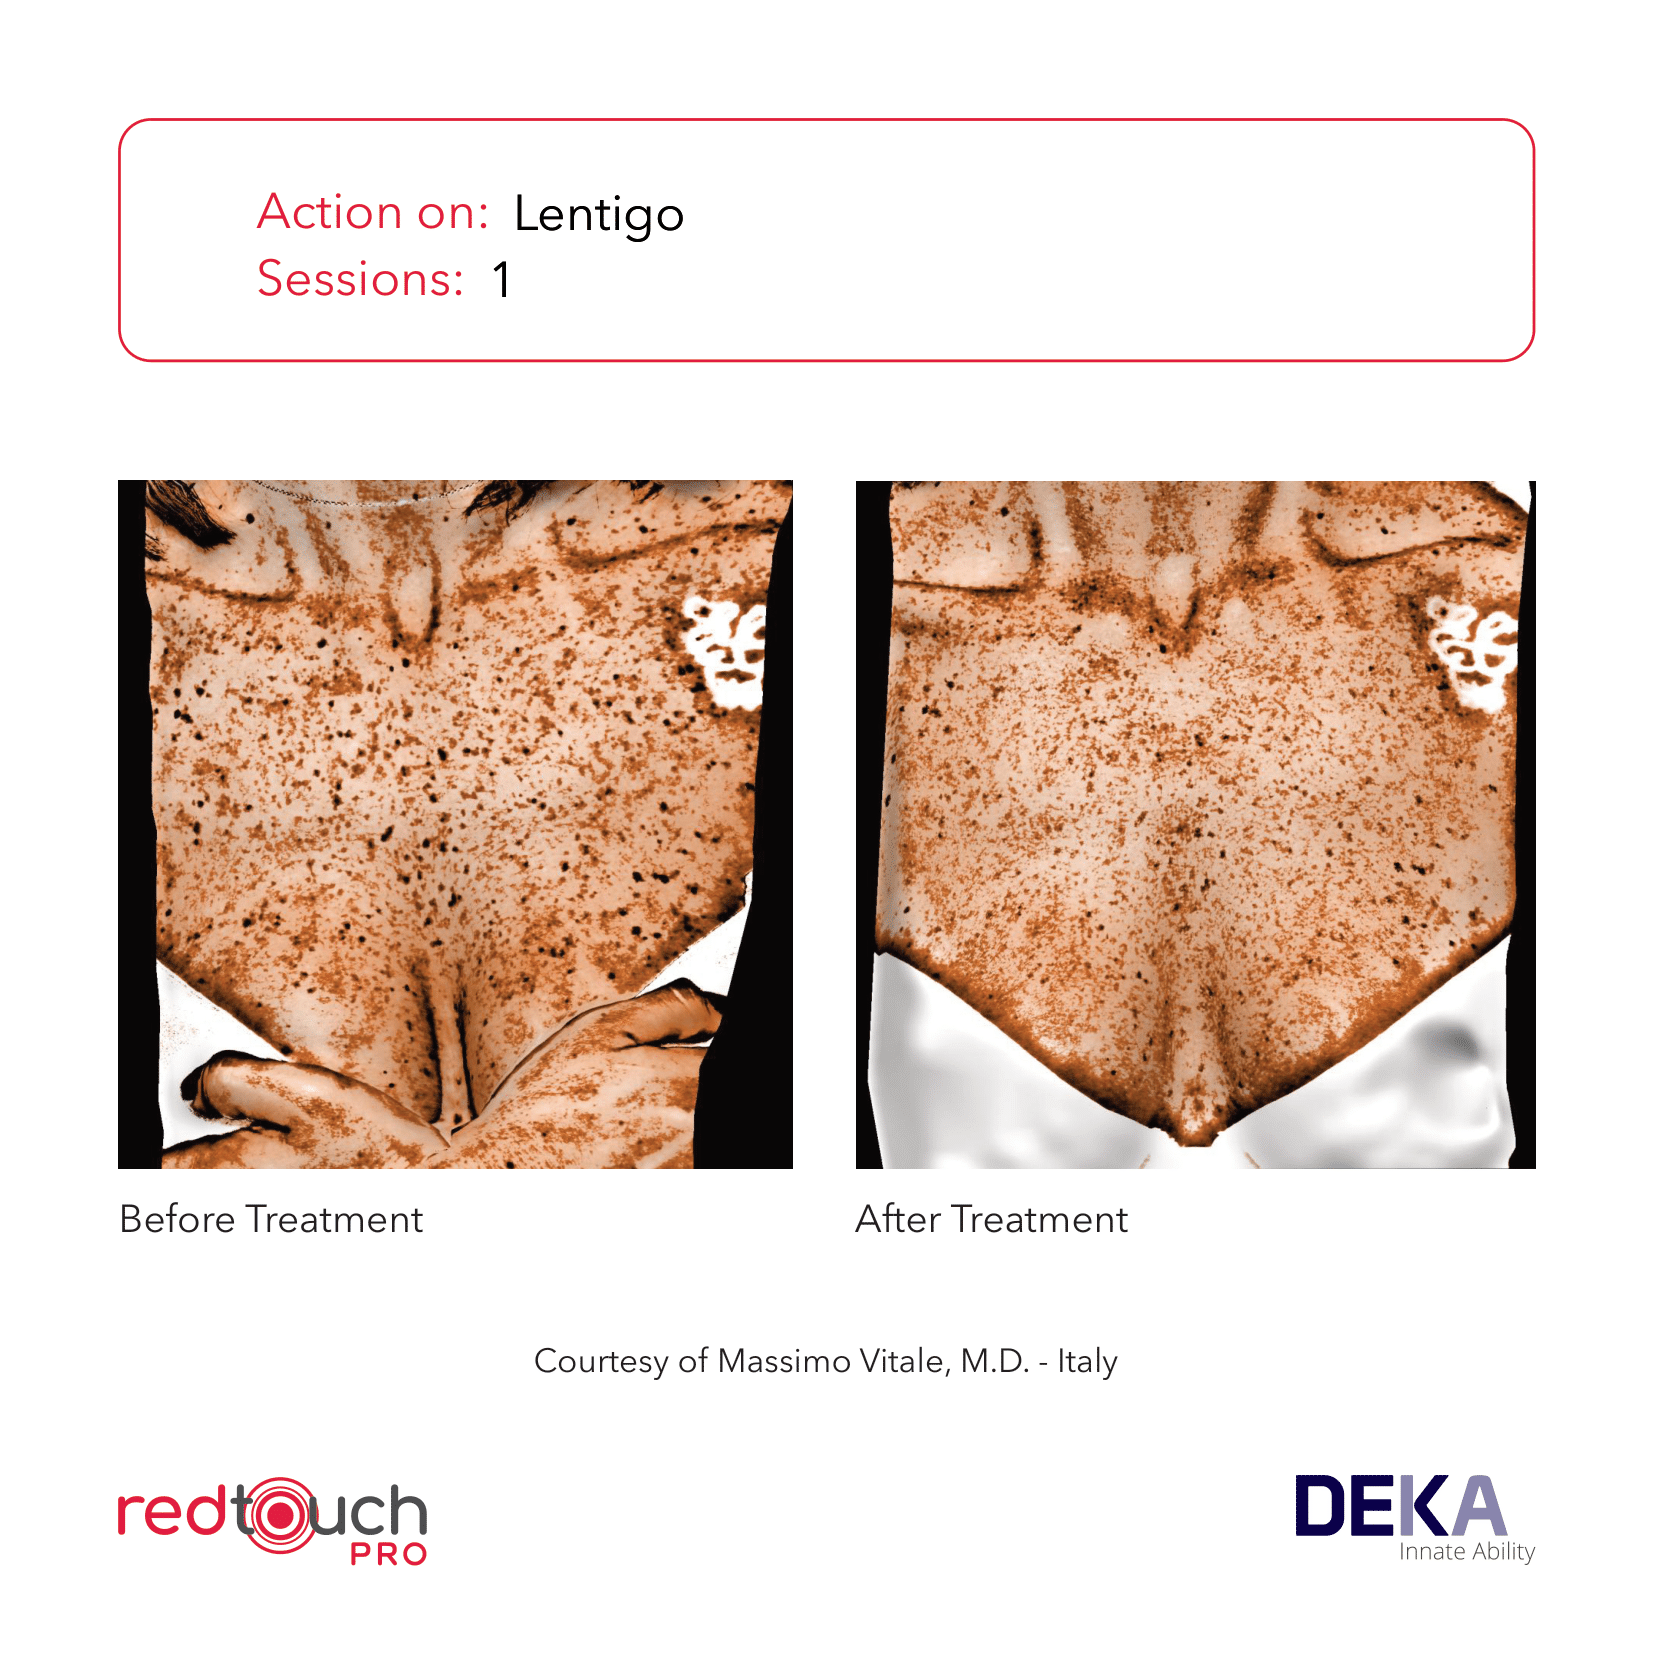 Action on: Lentigo
Sessions: 1
Before Treatment
After Treatment
Courtesy of Massimo Vitale, M.D. - Italy
redtouch
PRO
DEKA
Innate Ability